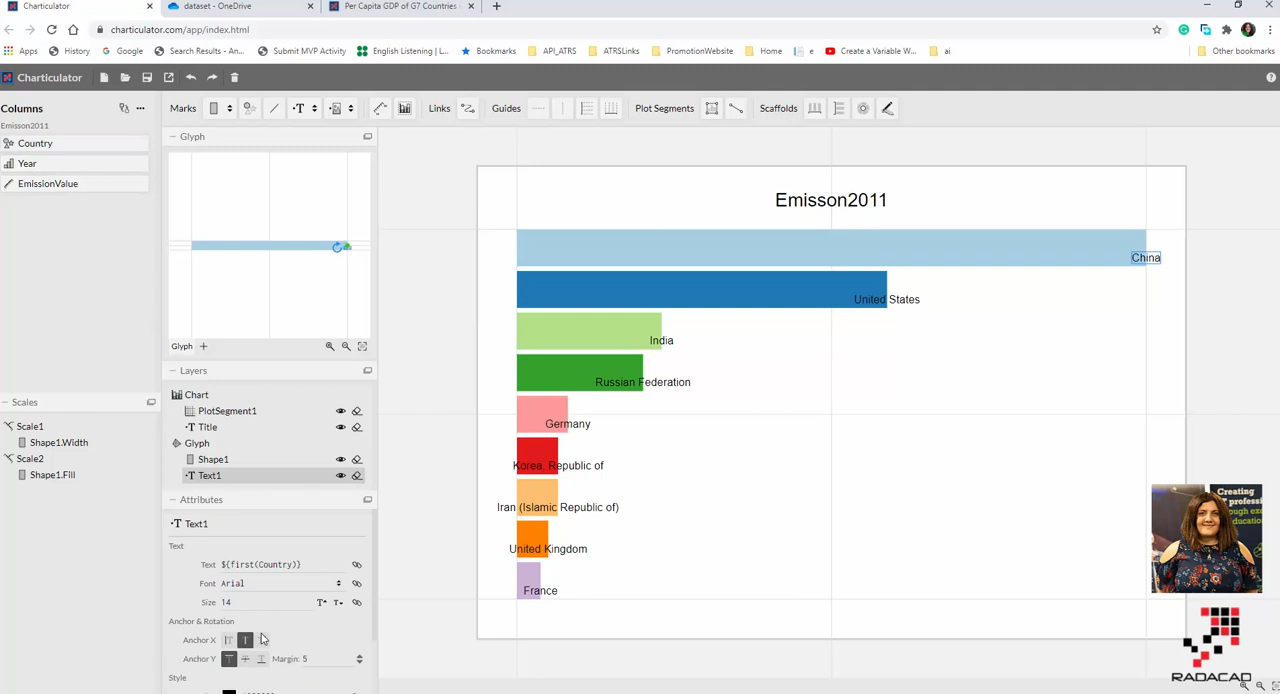 Charticulator
dataset - OneDrive
Per Capita GDP of G7 Countries
charticulator.com/app/index.html
Apps
History
Google
Search Results - An...
Submit MVP Activity
English Listening | L...
Bookmarks
API_ATRS
ATRSLinks
PromotionWebsite
Home
e
Create a Variable W...
ai
Other bookmarks
Charticulator
Columns
Marks
Links
Guides
Plot Segments
Scaffolds
Emisson2011
Country
Year
EmissionValue
Glyph
Glyph +
Layers
Chart
PlotSegment1
Title
Glyph
Shape1
Text1
Scales
Scale1
Shape1.Width
Scale2
Shape1.Fill
Attributes
Text1
Text
Text ${first(Country)}
Font Arial
Size 14
Anchor & Rotation
Anchor X
Anchor Y
Margin: 5
Style
Emisson2011
China
United States
India
Russian Federation
Germany
Korea, Republic of
Iran (Islamic Republic of)
United Kingdom
France
Creating
RADACAD